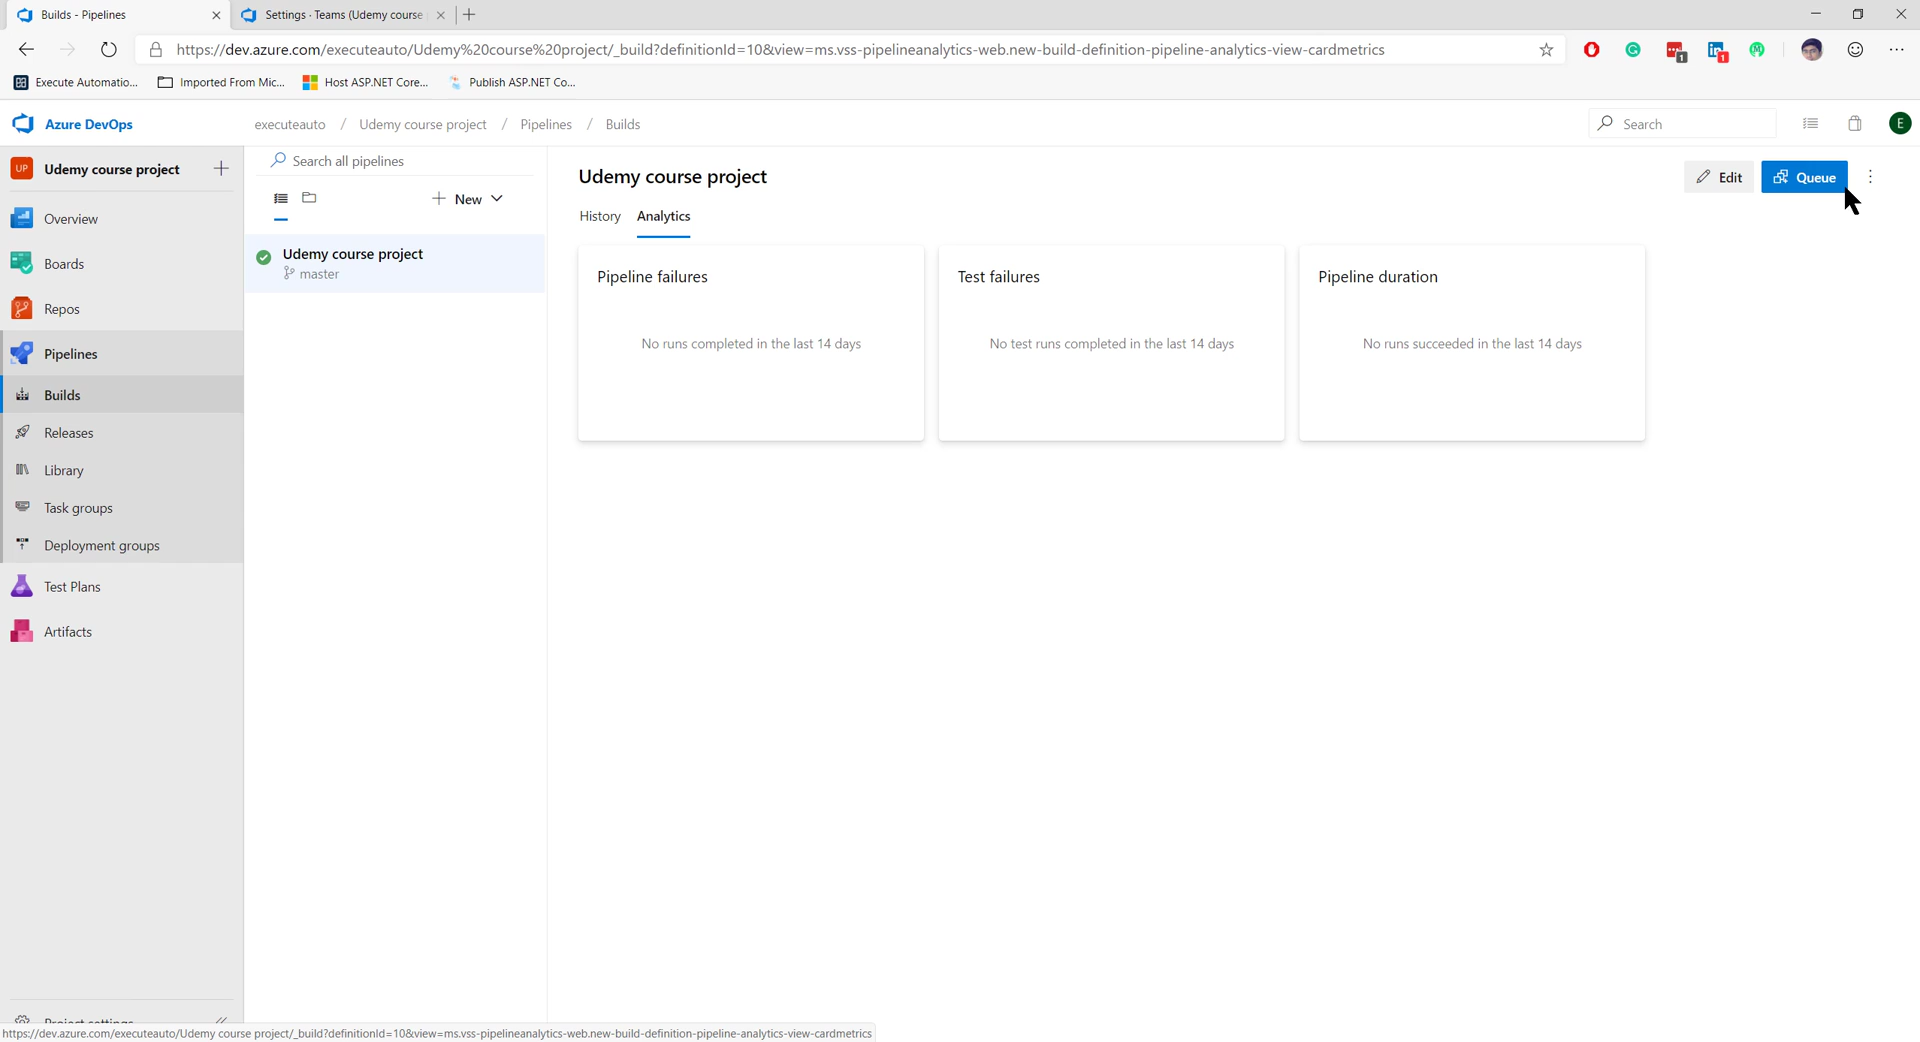 Builds - Pipelines
Settings · Teams (Udemy course
https://dev.azure.com/executeauto/Udemy%20course%20project/_build?definitionId=10&view=ms.vss-pipelineanalytics-web.new-build-definition-pipeline-analytics-view-cardmetrics
1
1
Execute Automatio...
Imported From Mic...
Host ASP.NET Core...
Publish ASP.NET Co...
Azure DevOps
executeauto / Udemy course project / Pipelines / Builds
Search
E
UP
Udemy course project
Overview
Boards
Repos
Pipelines
Builds
Releases
Library
Task groups
Deployment groups
Test Plans
Artifacts
Project settings
Search all pipelines
New
Udemy course project
master
Udemy course project
Edit
Queue
History
Analytics
Pipeline failures
No runs completed in the last 14 days
Test failures
No test runs completed in the last 14 days
Pipeline duration
No runs succeeded in the last 14 days
https://dev.azure.com/executeauto/Udemy course project/_build?definitionId=10&view=ms.vss-pipelineanalytics-web.new-build-definition-pipeline-analytics-view-cardmetrics